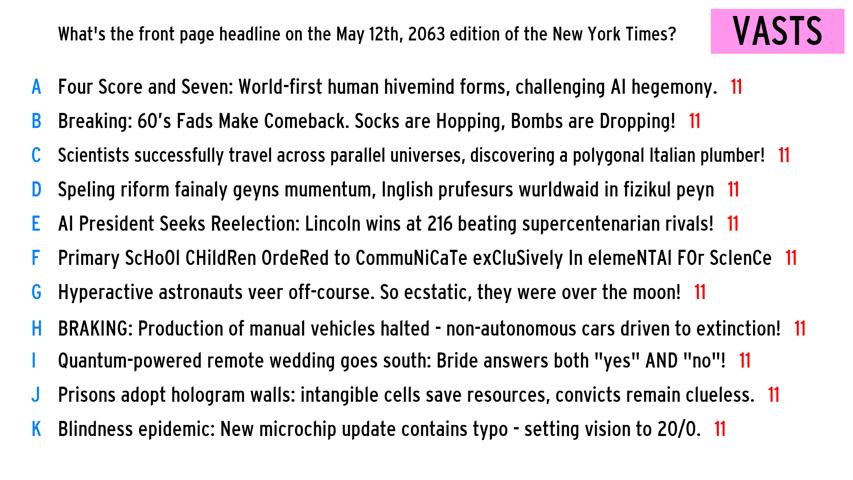 What's the front page headline on the May 12th, 2063 edition of the New York Times?
VASTS
A Four Score and Seven: World-first human hivemind forms, challenging AI hegemony. 11
B Breaking: 60's Fads Make Comeback. Socks are Hopping, Bombs are Dropping! 11
C Scientists successfully travel across parallel universes, discovering a polygonal Italian plumber! 11
D Speling riform fainaly geyns mumentum, Inglish prufesurs wurldwaid in fizikul peyn 11
E AI President Seeks Reelection: Lincoln wins at 216 beating supercentenarian rivals! 11
F Primary ScHoOl CHildRen OrdeRed to CommuNiCaTe exCluSively In elemeNTAl FOr ScIenCe 11
G Hyperactive astronauts veer off-course. So ecstatic, they were over the moon! 11
H BRAKING: Production of manual vehicles halted - non-autonomous cars driven to extinction! 11
I Quantum-powered remote wedding goes south: Bride answers both "yes" AND "no"! 11
J Prisons adopt hologram walls: intangible cells save resources, convicts remain clueless. 11
K Blindness epidemic: New microchip update contains typo - setting vision to 20/0. 11